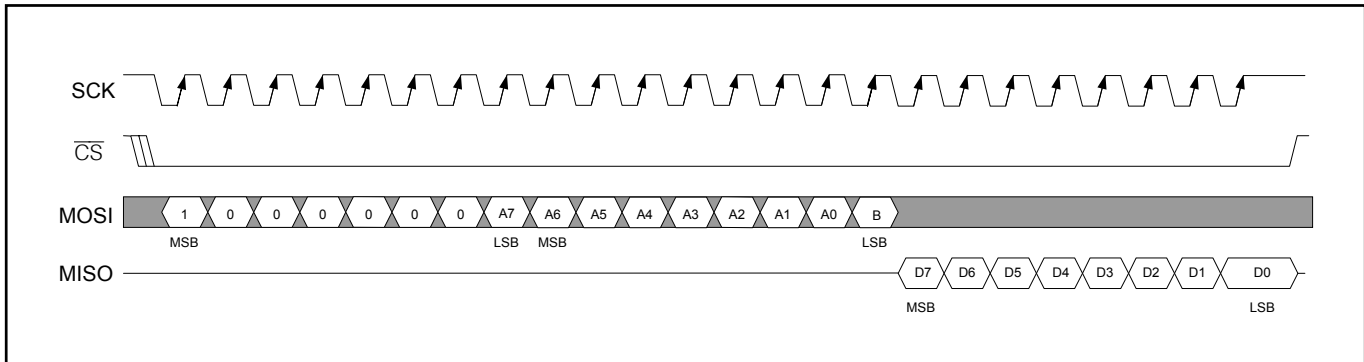 SCK
C̅S̅
MOSI 1 0 0 0 0 0 0 A7 A6 A5 A4 A3 A2 A1 A0 B
MSB LSB MSB LSB
MISO D7 D6 D5 D4 D3 D2 D1 D0
MSB LSB